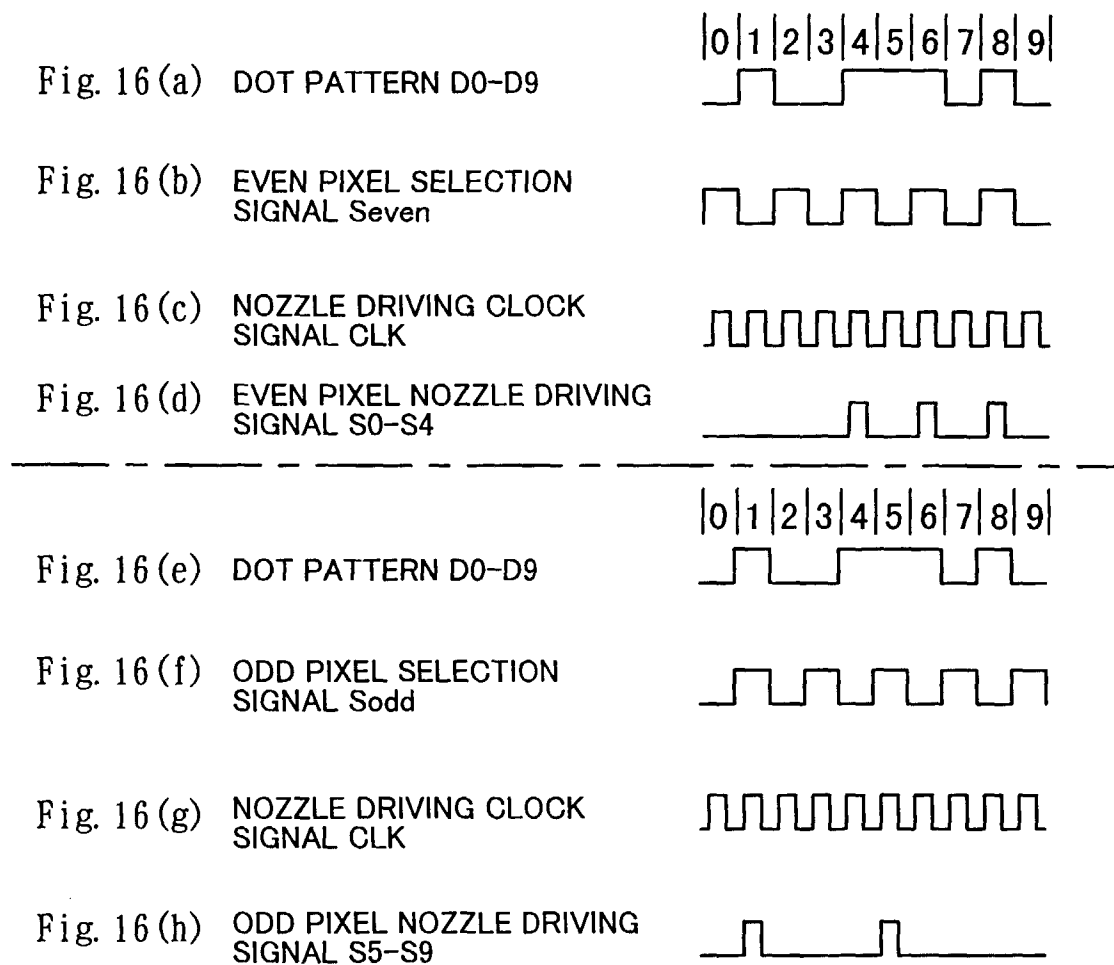 |0|1|2|3|4|5|6|7|8|9|
Fig. 16(a) DOT PATTERN D0-D9
Fig. 16(b) EVEN PIXEL SELECTION
SIGNAL Seven
Fig. 16(c) NOZZLE DRIVING CLOCK
SIGNAL CLK
Fig. 16(d) EVEN PIXEL NOZZLE DRIVING
SIGNAL S0-S4
|0|1|2|3|4|5|6|7|8|9|
Fig. 16(e) DOT PATTERN D0-D9
Fig. 16(f) ODD PIXEL SELECTION
SIGNAL Sodd
Fig. 16(g) NOZZLE DRIVING CLOCK
SIGNAL CLK
Fig. 16(h) ODD PIXEL NOZZLE DRIVING
SIGNAL S5-S9